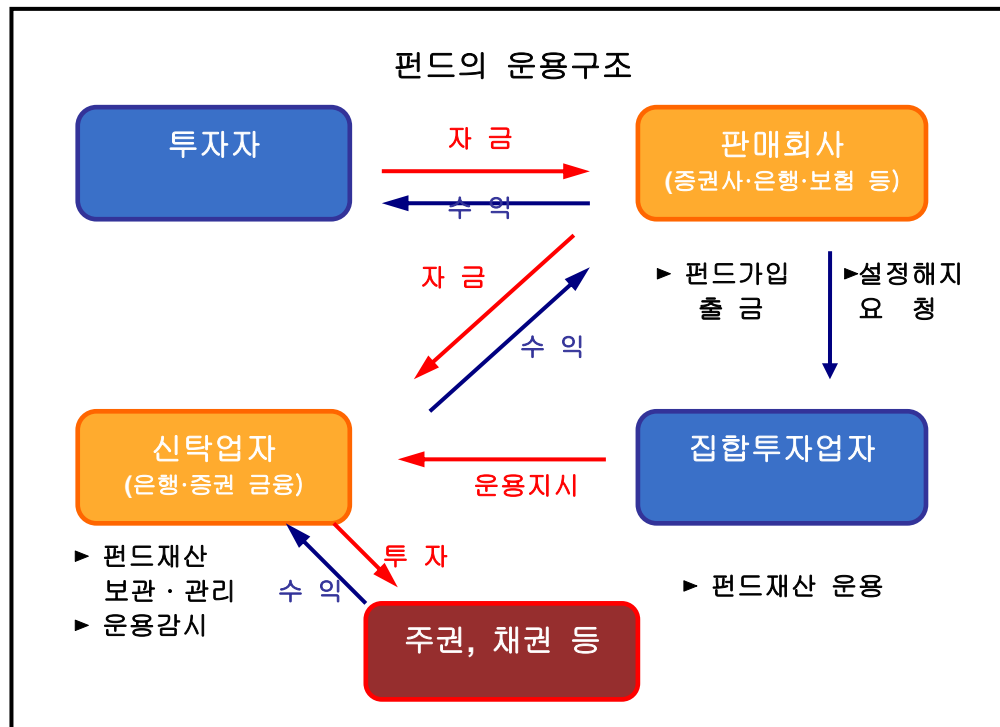 펀드의 운용구조
투자자
자 금
수 익
판매회사
(증권사·은행·보험 등)
자 금
수 익
► 펀드가입
출 금
►설정해지
요 청
신탁업자
(은행·증권 금융)
운용지시
집합투자업자
► 펀드재산
보관 · 관리
► 운용감시
수 익
투 자
주권, 채권 등
► 펀드재산 운용